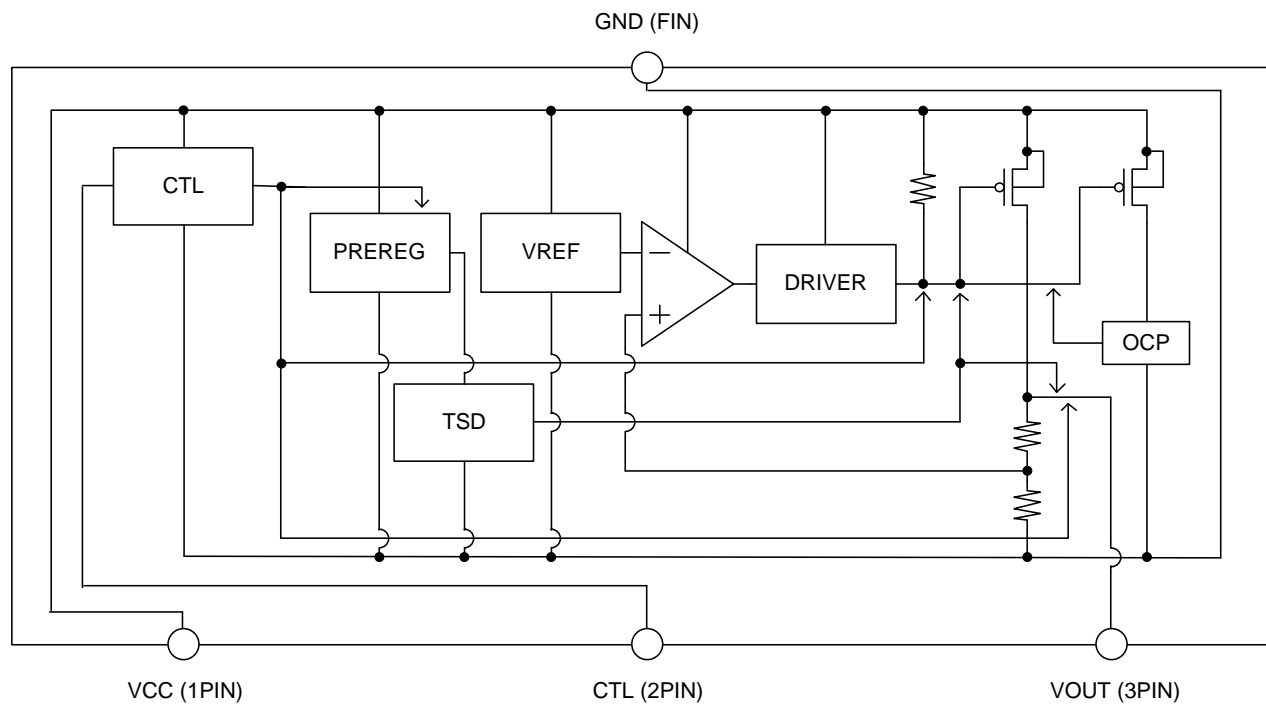 GND (FIN)
CTL
PREREG
VREF
DRIVER
OCP
TSD
VCC (1PIN)
CTL (2PIN)
VOUT (3PIN)